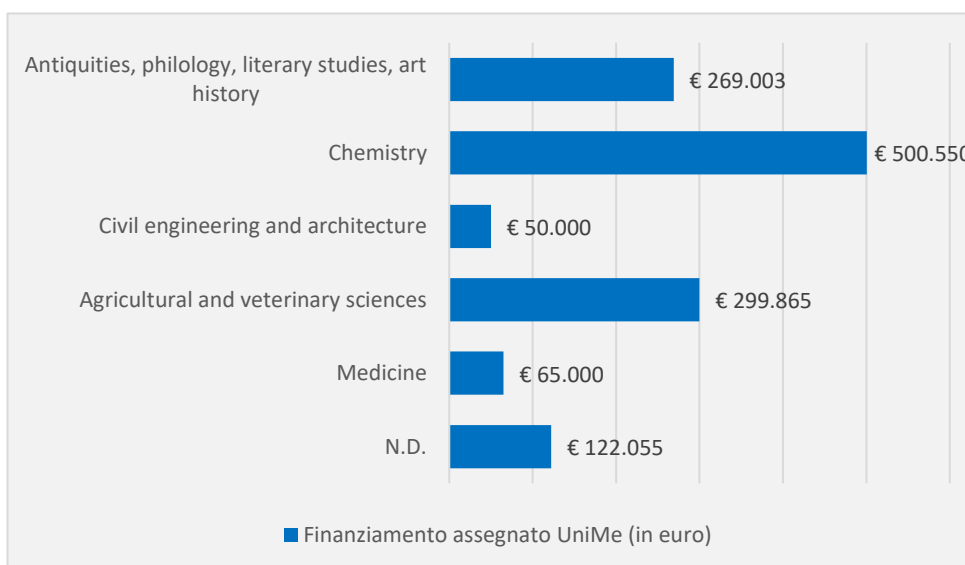 Antiquities, philology, literary studies, art
history
€ 269.003
Chemistry
€ 500.550
Civil engineering and architecture
€ 50.000
Agricultural and veterinary sciences
€ 299.865
Medicine
€ 65.000
N.D.
€ 122.055
Finanziamento assegnato UniMe (in euro)